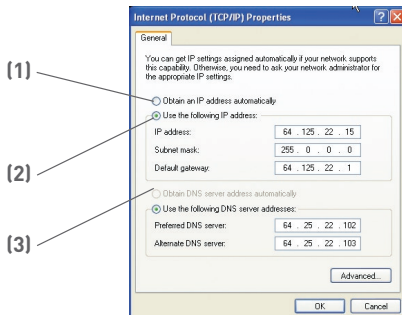 Internet Protocol (TCP/IP) Properties
General
You can get IP settings assigned automatically if your network supports
this capability. Otherwise, you need to ask your network administrator for
the appropriate IP settings.
(1)
Obtain an IP address automatically
Use the following IP address:
IP address: 64 . 125 . 22 . 15
(2)
Subnet mask: 255 . 0 . 0 . 0
Default gateway: 64 . 125 . 22 . 1
Obtain DNS server address automatically
Use the following DNS server addresses:
(3)
Preferred DNS server: 64 . 25 . 22 . 102
Alternate DNS server: 64 . 25 . 22 . 103
Advanced...
OK Cancel